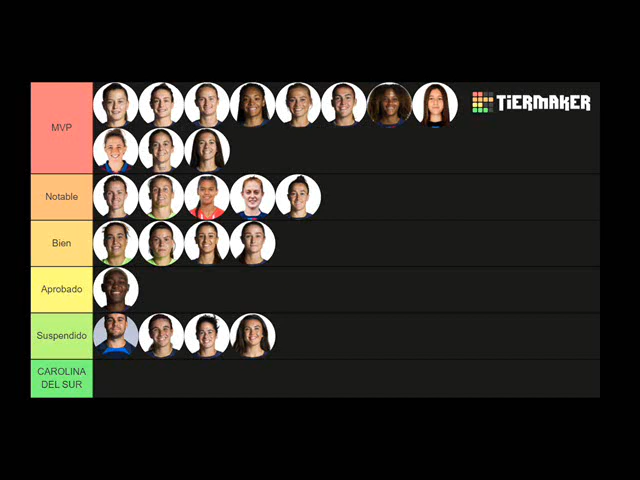 MVP
TIERMAKER
Notable
Bien
Aprobado
Suspendido
CAROLINA
DEL SUR